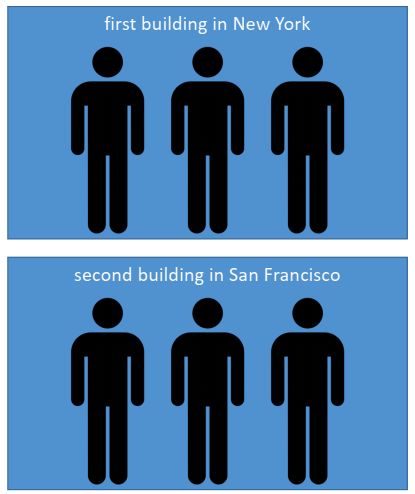 first building in New York
second building in San Francisco